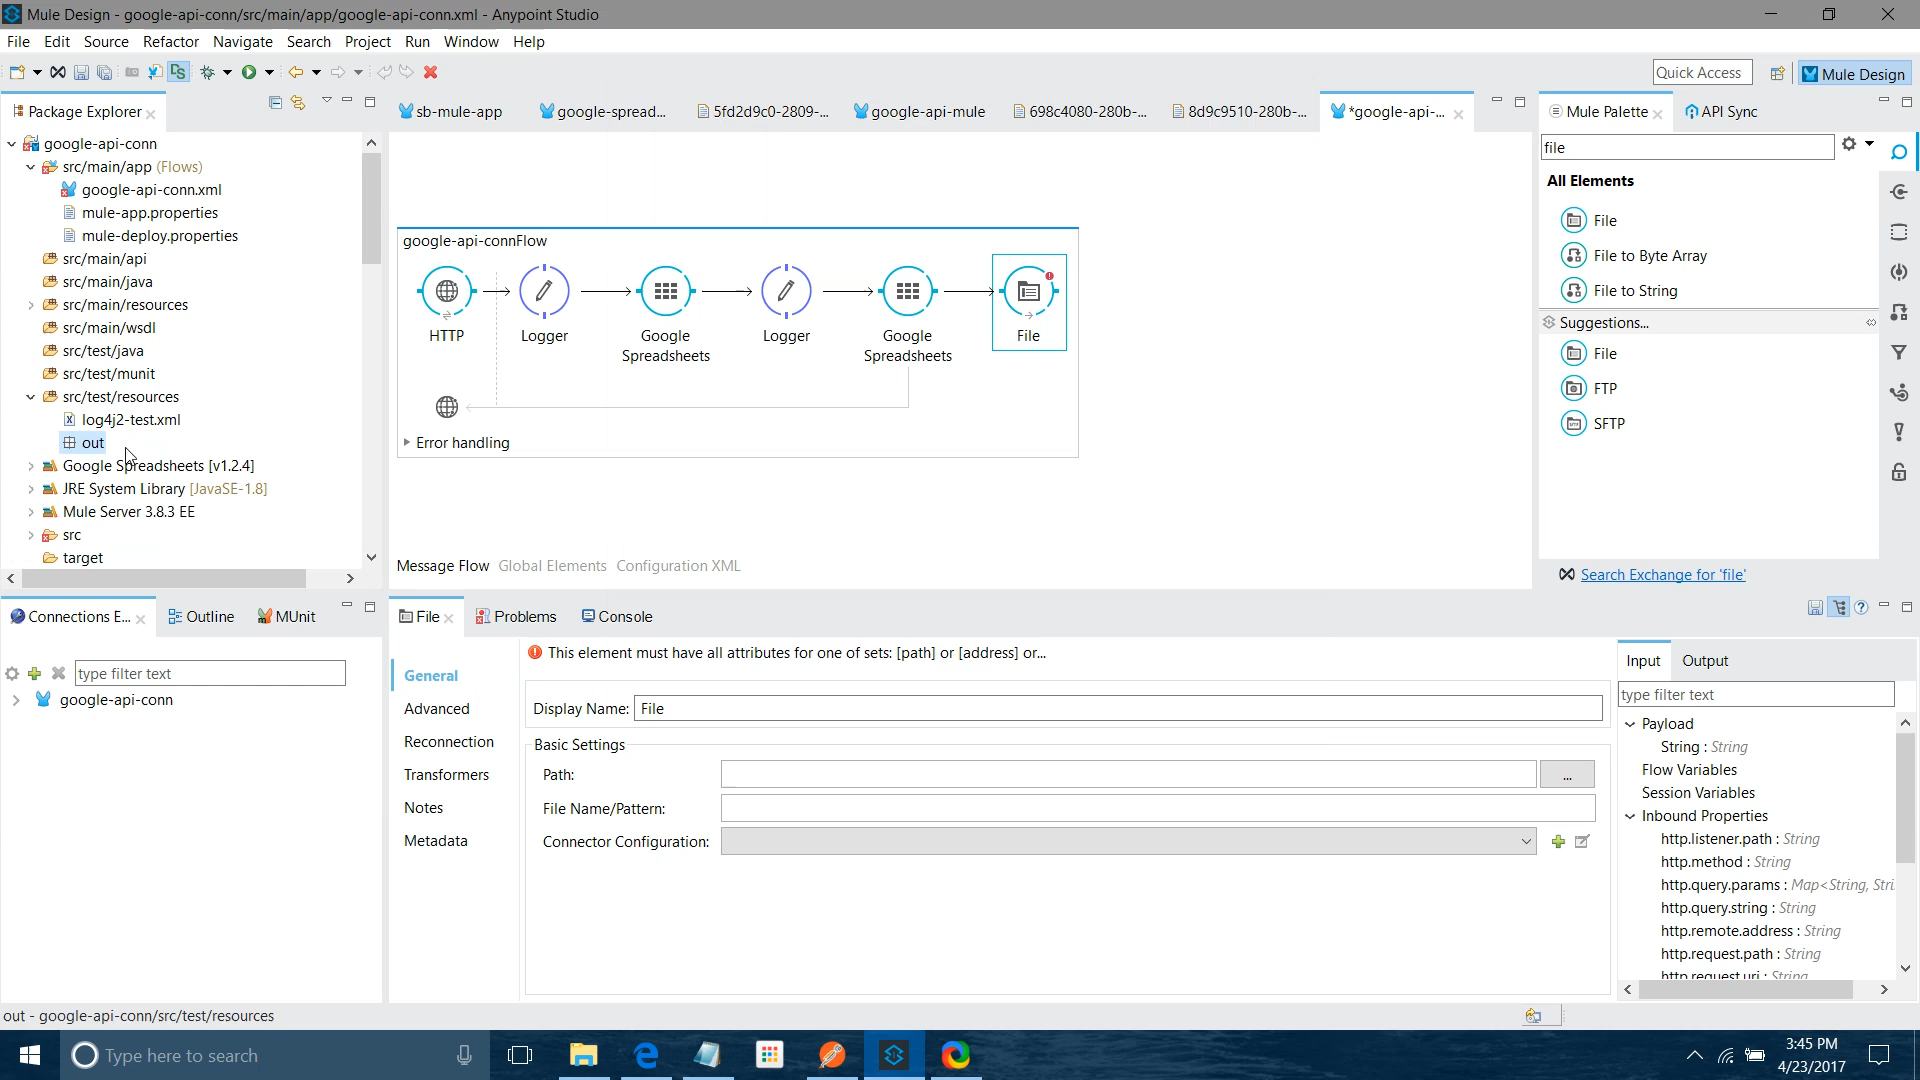 Mule Design - google-api-conn/src/main/app/google-api-conn.xml - Anypoint Studio
File Edit Source Refactor Navigate Search Project Run Window Help
Quick Access
Mule Design
Package Explorer
google-api-conn
src/main/app (Flows)
google-api-conn.xml
mule-app.properties
mule-deploy.properties
src/main/api
src/main/java
src/main/resources
src/main/wsdl
src/test/java
src/test/munit
src/test/resources
log4j2-test.xml
out
Google Spreadsheets [v1.2.4]
JRE System Library [JavaSE-1.8]
Mule Server 3.8.3 EE
src
target
sb-mule-app
google-spread...
5fd2d9c0-2809-...
google-api-mule
698c4080-280b-...
8d9c9510-280b-...
*google-api-...
google-api-connFlow
HTTP
Logger
Google
Spreadsheets
Logger
Google
Spreadsheets
File
Error handling
Message Flow Global Elements Configuration XML
Mule Palette
API Sync
file
All Elements
File
File to Byte Array
File to String
Suggestions...
File
FTP
SFTP
Search Exchange for 'file'
Connections E...
Outline
MUnit
type filter text
google-api-conn
File
Problems
Console
General
Advanced
Reconnection
Transformers
Notes
Metadata
This element must have all attributes for one of sets: [path] or [address] or...
Display Name: File
Basic Settings
Path:
...
File Name/Pattern:
Connector Configuration:
Input
Output
type filter text
Payload
String : String
Flow Variables
Session Variables
Inbound Properties
http.listener.path : String
http.method : String
http.query.params : Map<String, Stri
http.query.string : String
http.remote.address : String
http.request.path : String
http.request.uri : String
out - google-api-conn/src/test/resources
Type here to search
3:45 PM
4/23/2017